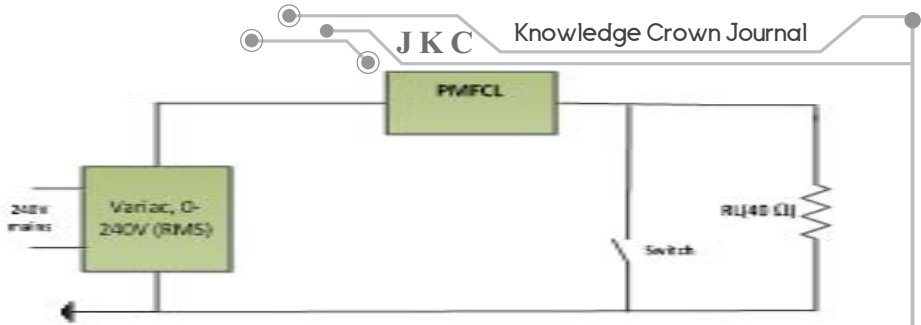 Knowledge Crown Journal
J K C
PMFCL
240V
mains
Variac, 0-
240V (RMS)
RL(40 Ω)
Switch